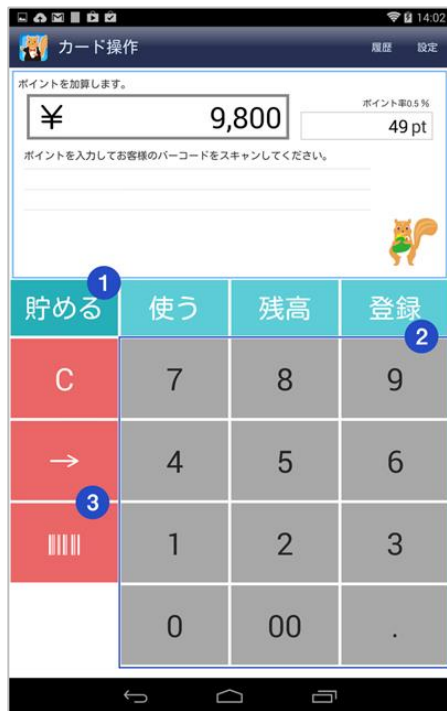 14:02
カード操作
履歴 設定
ポイントを加算します。
ポイント率0.5%
¥ 9,800
49 pt
ポイントを入力してお客様のバーコードをスキャンしてください。
1
貯める 使う 残高 登録
2
C 7 8 9
→ 4 5 6
3
1 2 3
0 00 .